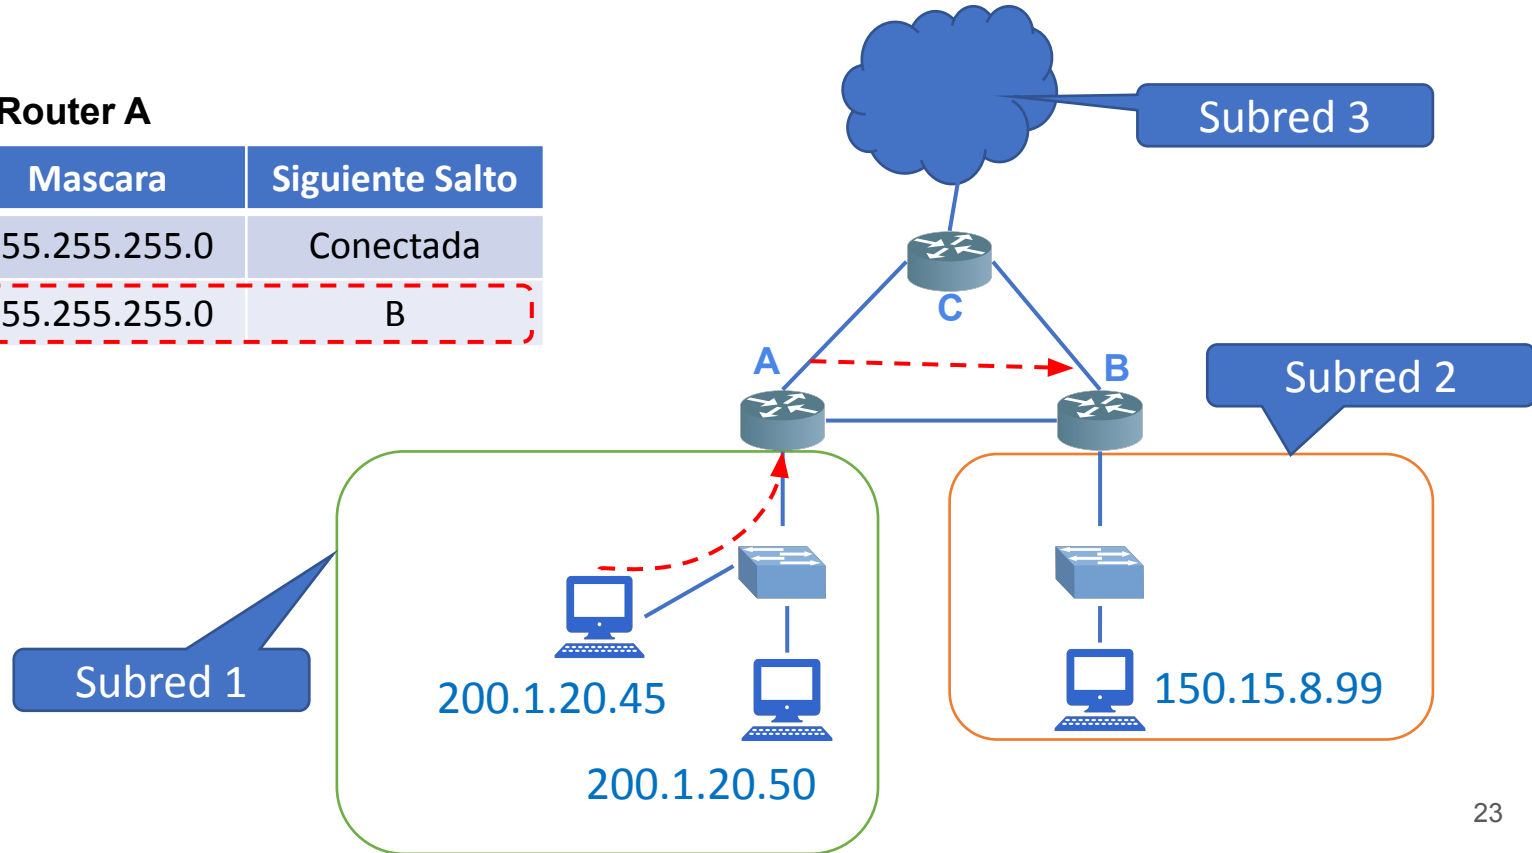 Router A
Mascara Siguiente Salto
55.255.255.0 Conectada
55.255.255.0 B
Subred 3
C
A
B
Subred 2
Subred 1
200.1.20.45
150.15.8.99
200.1.20.50
23